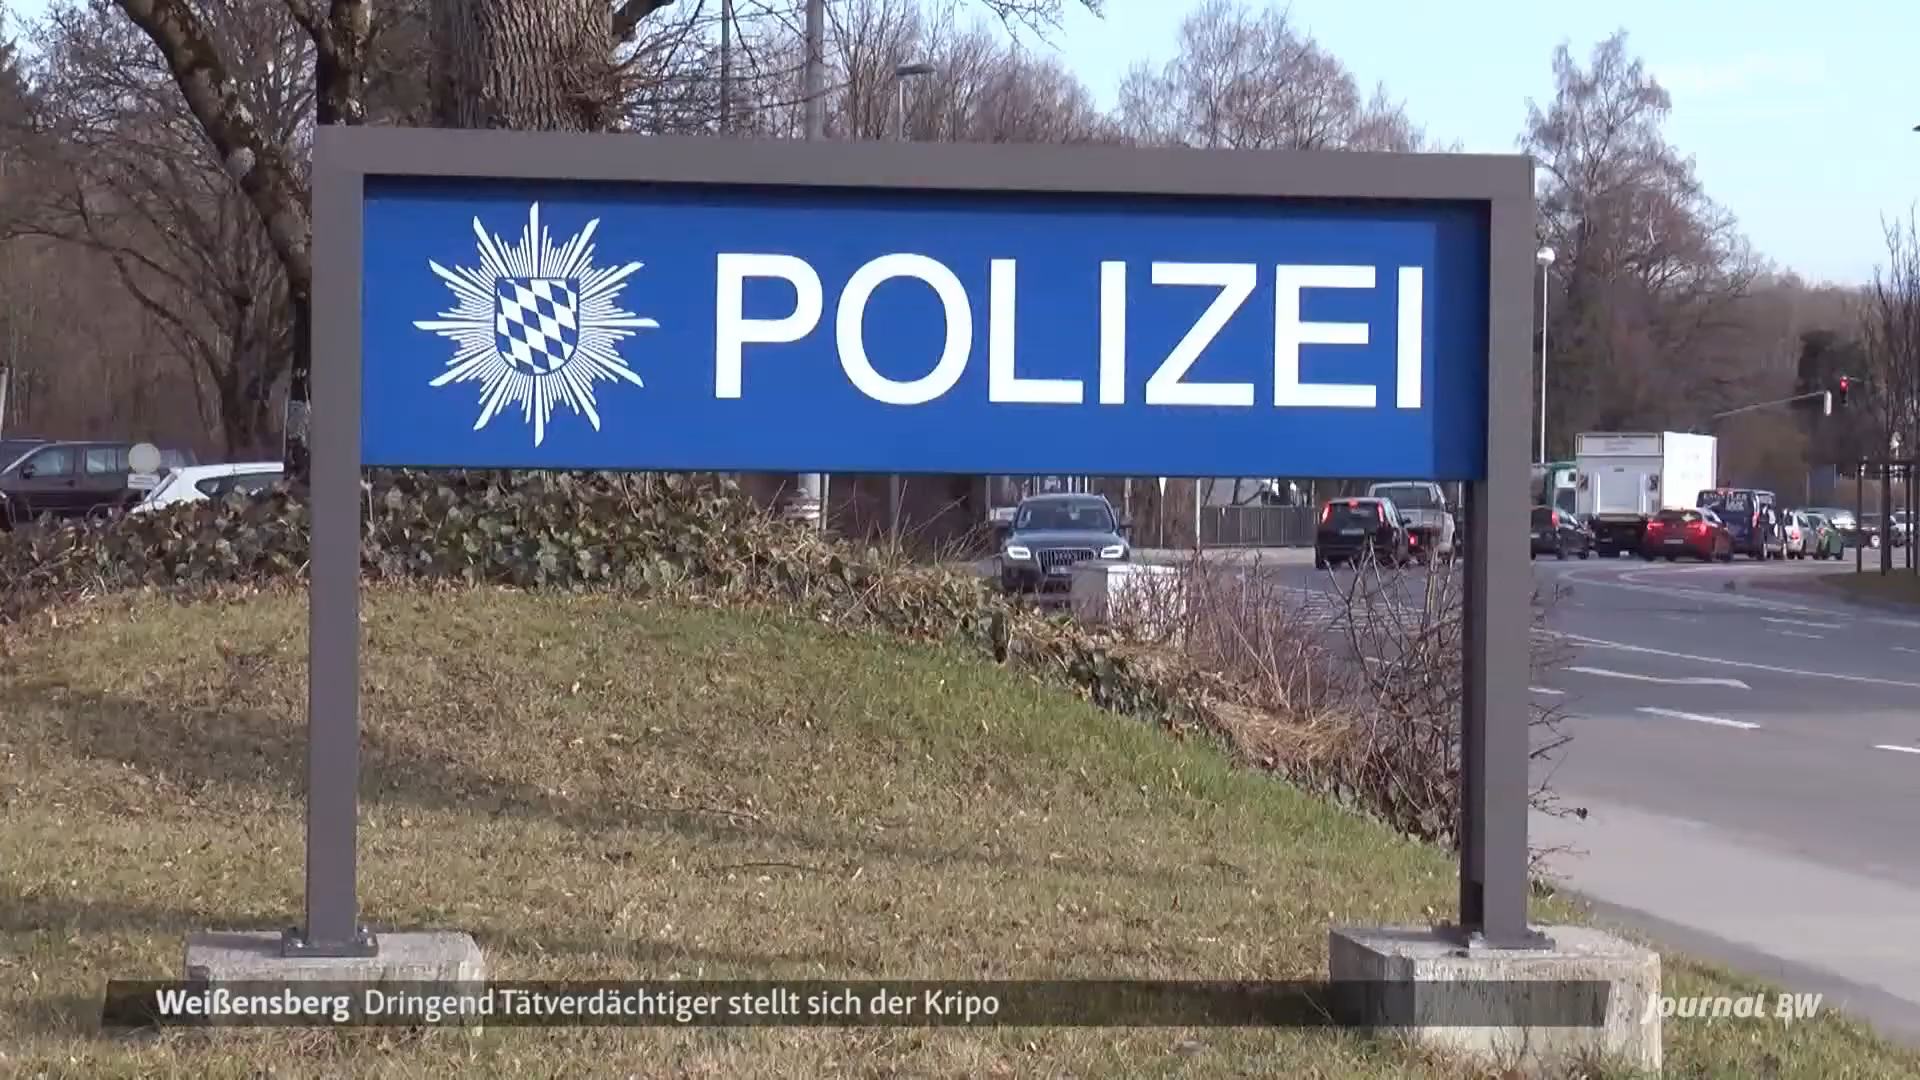 POLIZEI
Weißensberg Dringend Tätverdächtiger stellt sich der Kripo
Journal BW